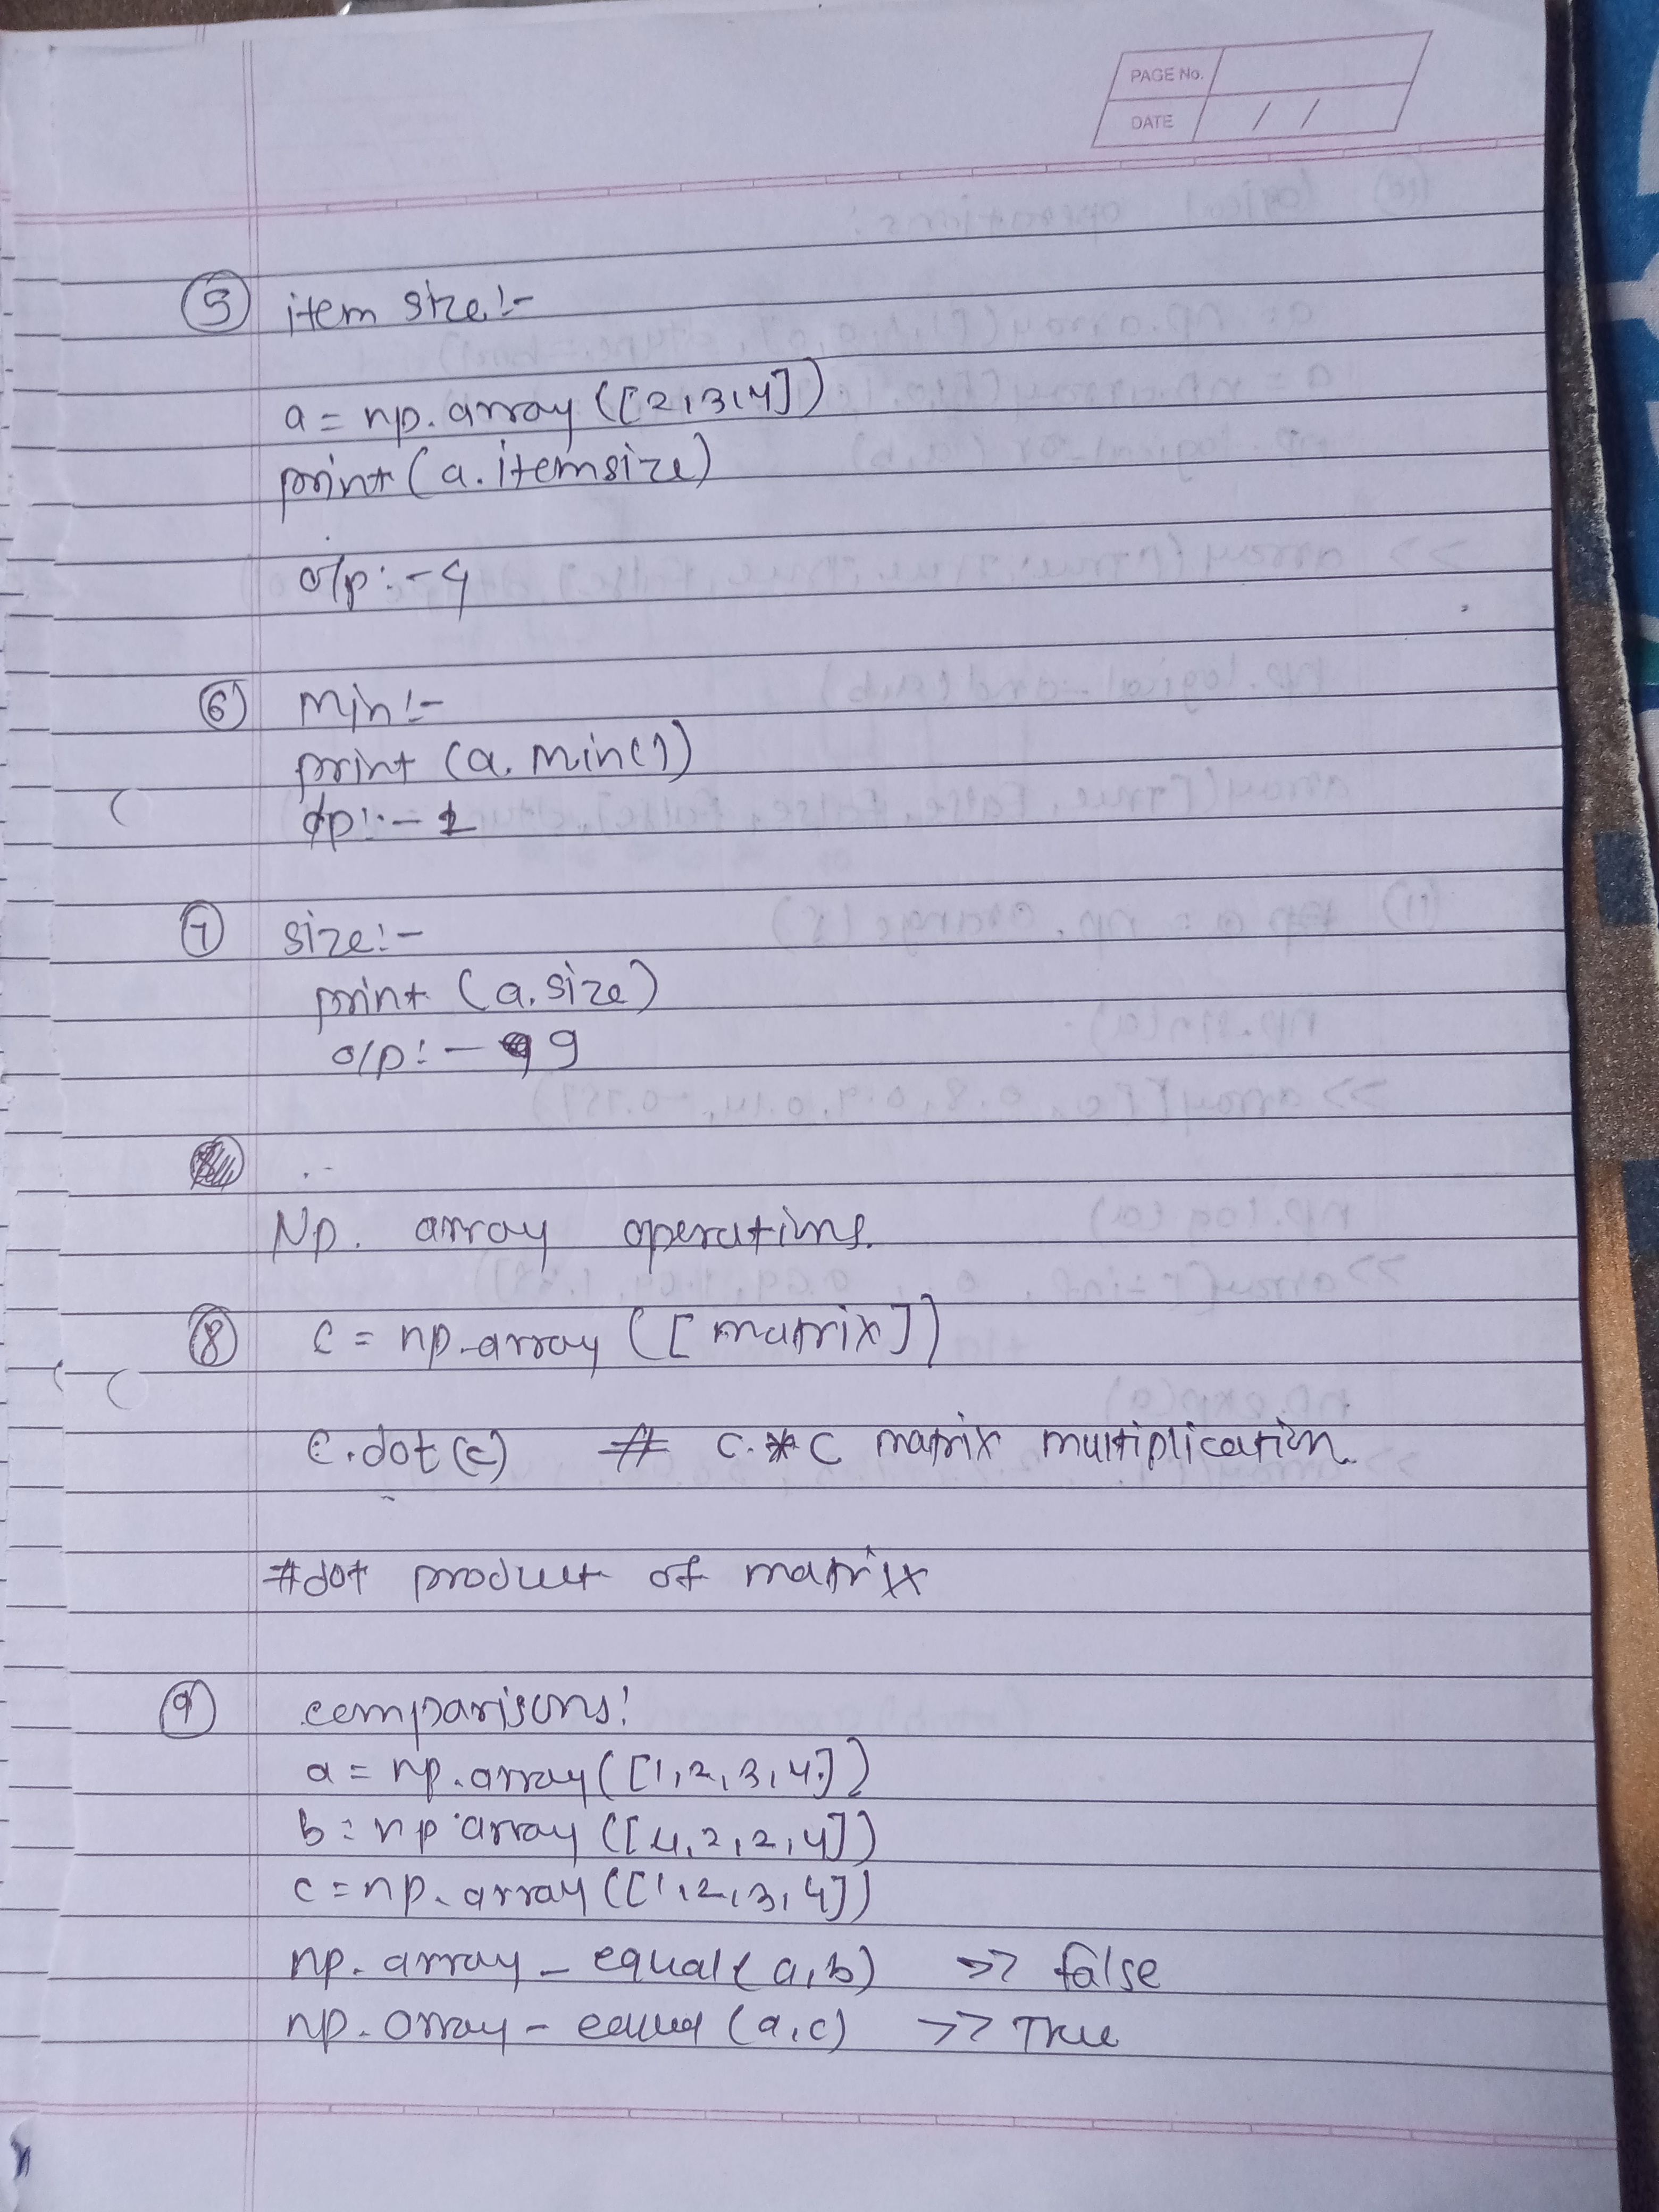 PAGE No.
DATE / /
5 item size:-
a = np.array([2,3,4])
print(a.itemsize)
o/p:- 4
6 Min:-
print (a.min())
o/p:- 1
7 size:-
print (a.size)
o/p:- 9
Np. array operations.
8 c = np.array([matrix])
c.dot(c) # c.*c matrix multiplication
#dot product of matrix
9 comparisons:
a = np.array([1,2,3,4])
b = np.array([4,2,2,4])
c = np.array([1,2,3,4])
np.array_equal(a,b) >> false
np.array_equal(a,c) >> True